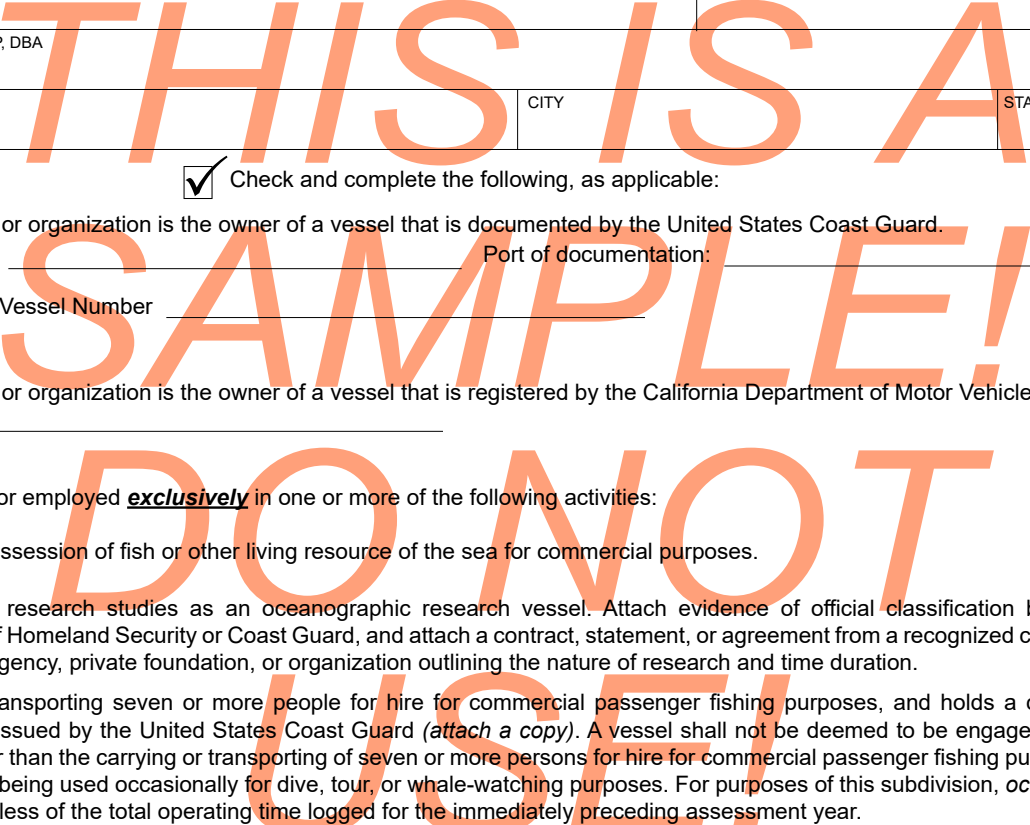 THIS IS A
, DBA
CITY
STA
Check and complete the following, as applicable:
or organization is the owner of a vessel that is documented by the United States Coast Guard.
SAMPLE!
Port of documentation:
Vessel Number
or organization is the owner of a vessel that is registered by the California Department of Motor Vehicle
DO NOT
or employed exclusively in one or more of the following activities:
ssession of fish or other living resource of the sea for commercial purposes.
research studies as an oceanographic research vessel. Attach evidence of official classification b
f Homeland Security or Coast Guard, and attach a contract, statement, or agreement from a recognized c
gency, private foundation, or organization outlining the nature of research and time duration.
USE!
ansporting seven or more people for hire for commercial passenger fishing purposes, and holds a c
ssued by the United States Coast Guard (attach a copy). A vessel shall not be deemed to be engage
r than the carrying or transporting of seven or more persons for hire for commercial passenger fishing pu
being used occasionally for dive, tour, or whale-watching purposes. For purposes of this subdivision, oc
less of the total operating time logged for the immediately preceding assessment year.